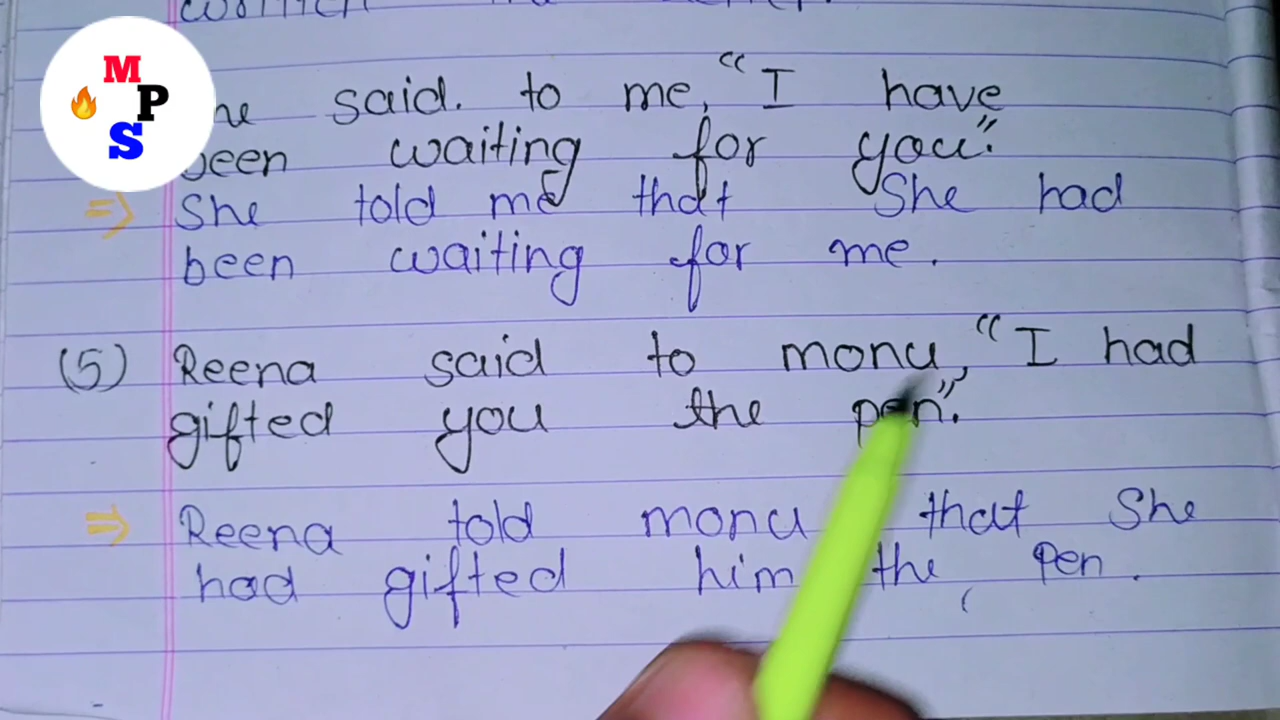 M
P
S
said. to me, “I have
been waiting for you”.
⇒ She told me that She had
been waiting for me.
(5) Reena said to monu, “I had
gifted you the pen”.
⇒ Reena told monu that She
had gifted him the pen.